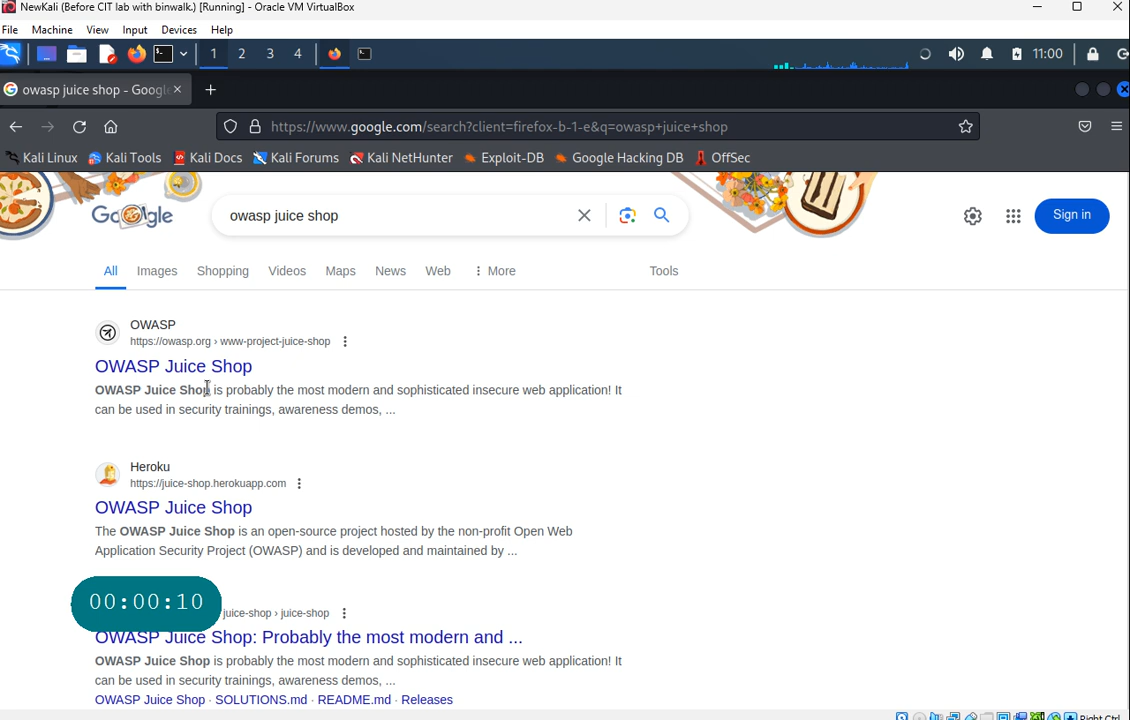 NewKali (Before CIT lab with binwalk.) [Running] - Oracle VM VirtualBox
File Machine View Input Devices Help
1 2 3 4 11:00
owasp juice shop - Google
https://www.google.com/search?client=firefox-b-1-e&q=owasp+juice+shop
Kali Linux Kali Tools Kali Docs Kali Forums Kali NetHunter Exploit-DB Google Hacking DB OffSec
Google owasp juice shop Sign in
All Images Shopping Videos Maps News Web More Tools
OWASP
https://owasp.org › www-project-juice-shop
OWASP Juice Shop
OWASP Juice Shop is probably the most modern and sophisticated insecure web application! It
can be used in security trainings, awareness demos, ...
Heroku
https://juice-shop.herokuapp.com
OWASP Juice Shop
The OWASP Juice Shop is an open-source project hosted by the non-profit Open Web
Application Security Project (OWASP) and is developed and maintained by ...
00:00:10
juice-shop › juice-shop
OWASP Juice Shop: Probably the most modern and ...
OWASP Juice Shop is probably the most modern and sophisticated insecure web application! It
can be used in security trainings, awareness demos, ...
OWASP Juice Shop · SOLUTIONS.md · README.md · Releases
Right Ctrl